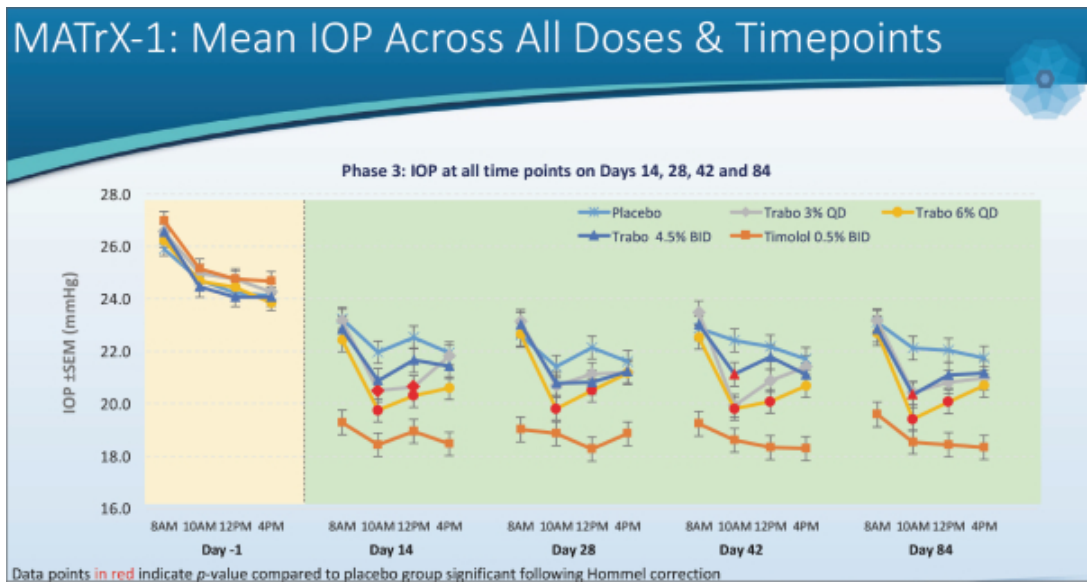 MATrX-1: Mean IOP Across All Doses & Timepoints
Phase 3: IOP at all time points on Days 14, 28, 42 and 84
IOP ±SEM (mmHg)
28.0
26.0
24.0
22.0
20.0
18.0
16.0
Placebo Trabo 3% QD Trabo 6% QD
Trabo 4.5% BID Timolol 0.5% BID
8AM 10AM 12PM 4PM 8AM 10AM 12PM 4PM 8AM 10AM 12PM 4PM 8AM 10AM 12PM 4PM 8AM 10AM 12PM 4PM
Day -1 Day 14 Day 28 Day 42 Day 84
Data points in red indicate p-value compared to placebo group significant following Hommel correction